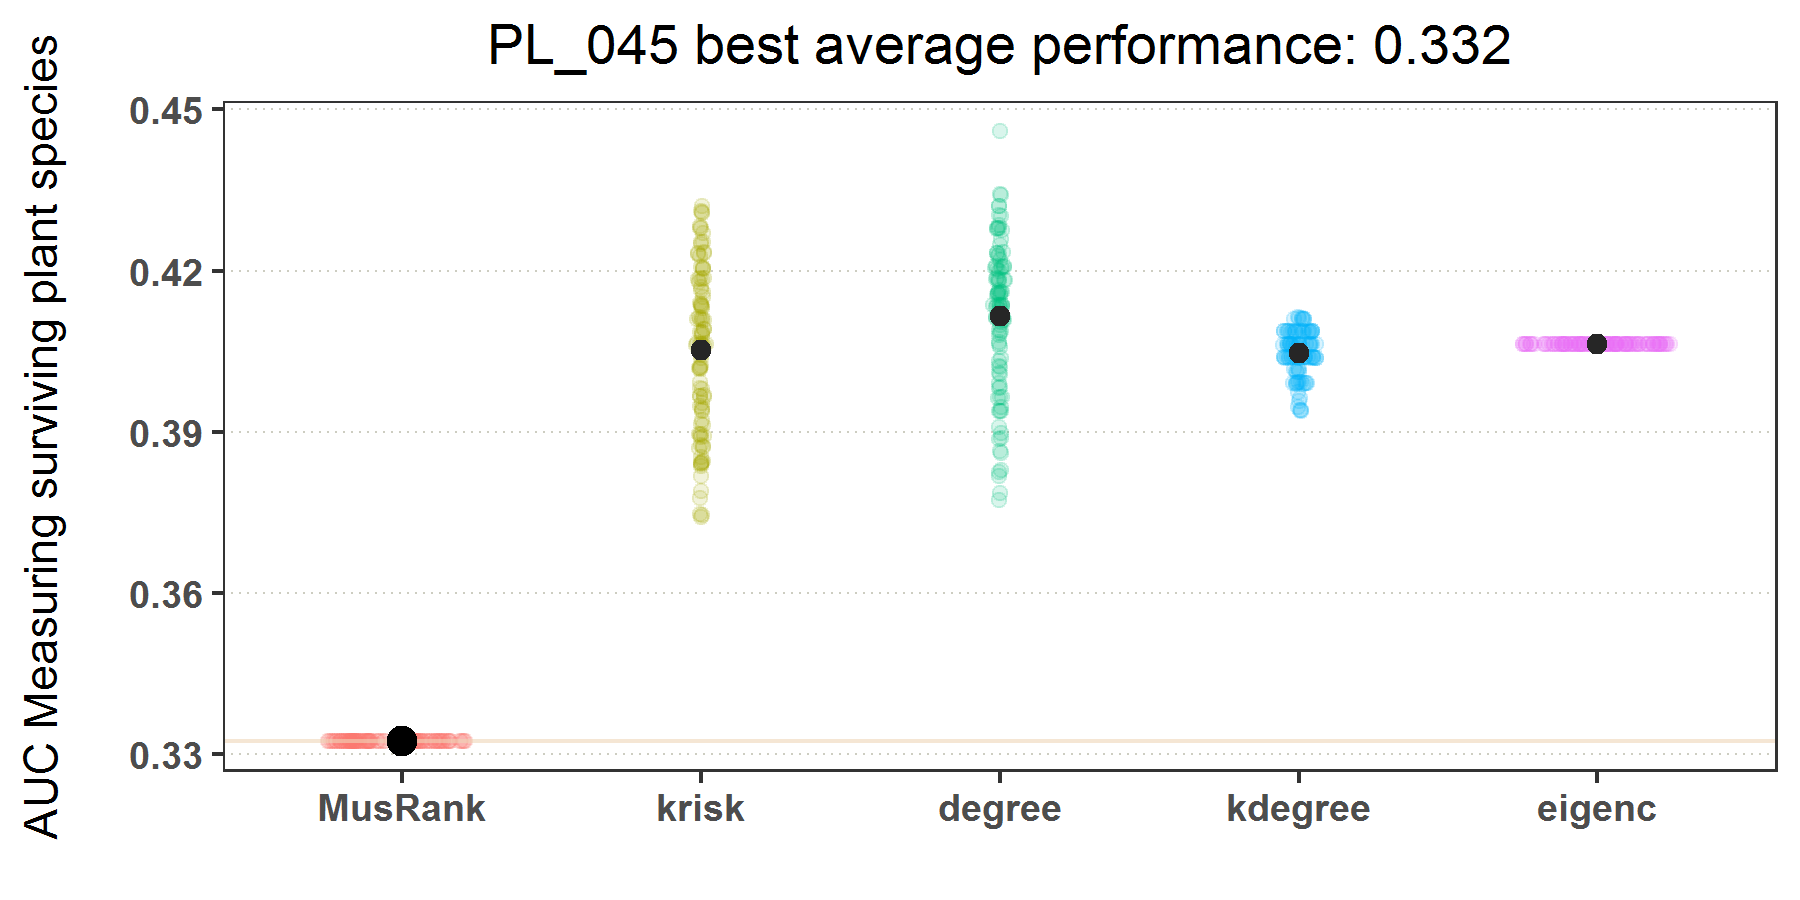 PL_045 best average performance: 0.332
AUC Measuring surviving plant species
0.45
0.42
0.39
0.36
0.33
MusRank krisk degree kdegree eigenc